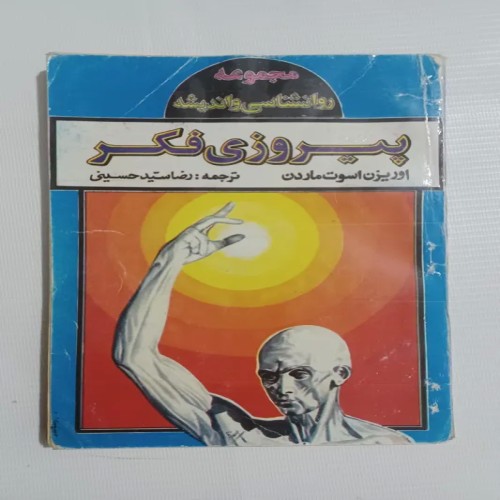 مجموعه
روانشناسی و اندیشه
پیروزی فکر
اوریزن اسوت ماردن ترجمه: رضا سید حسینی